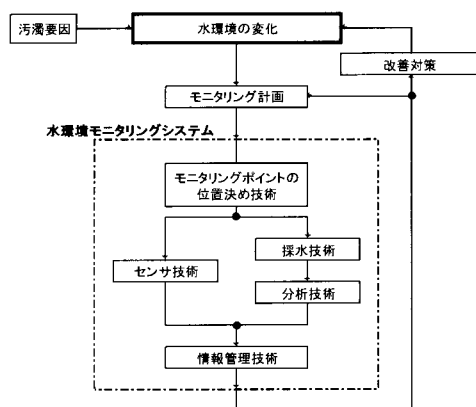 汚濁要因
水環境の変化
改善対策
モニタリング計画
水環境モニタリングシステム
モニタリングポイントの
位置決め技術
センサ技術
採水技術
分析技術
情報管理技術